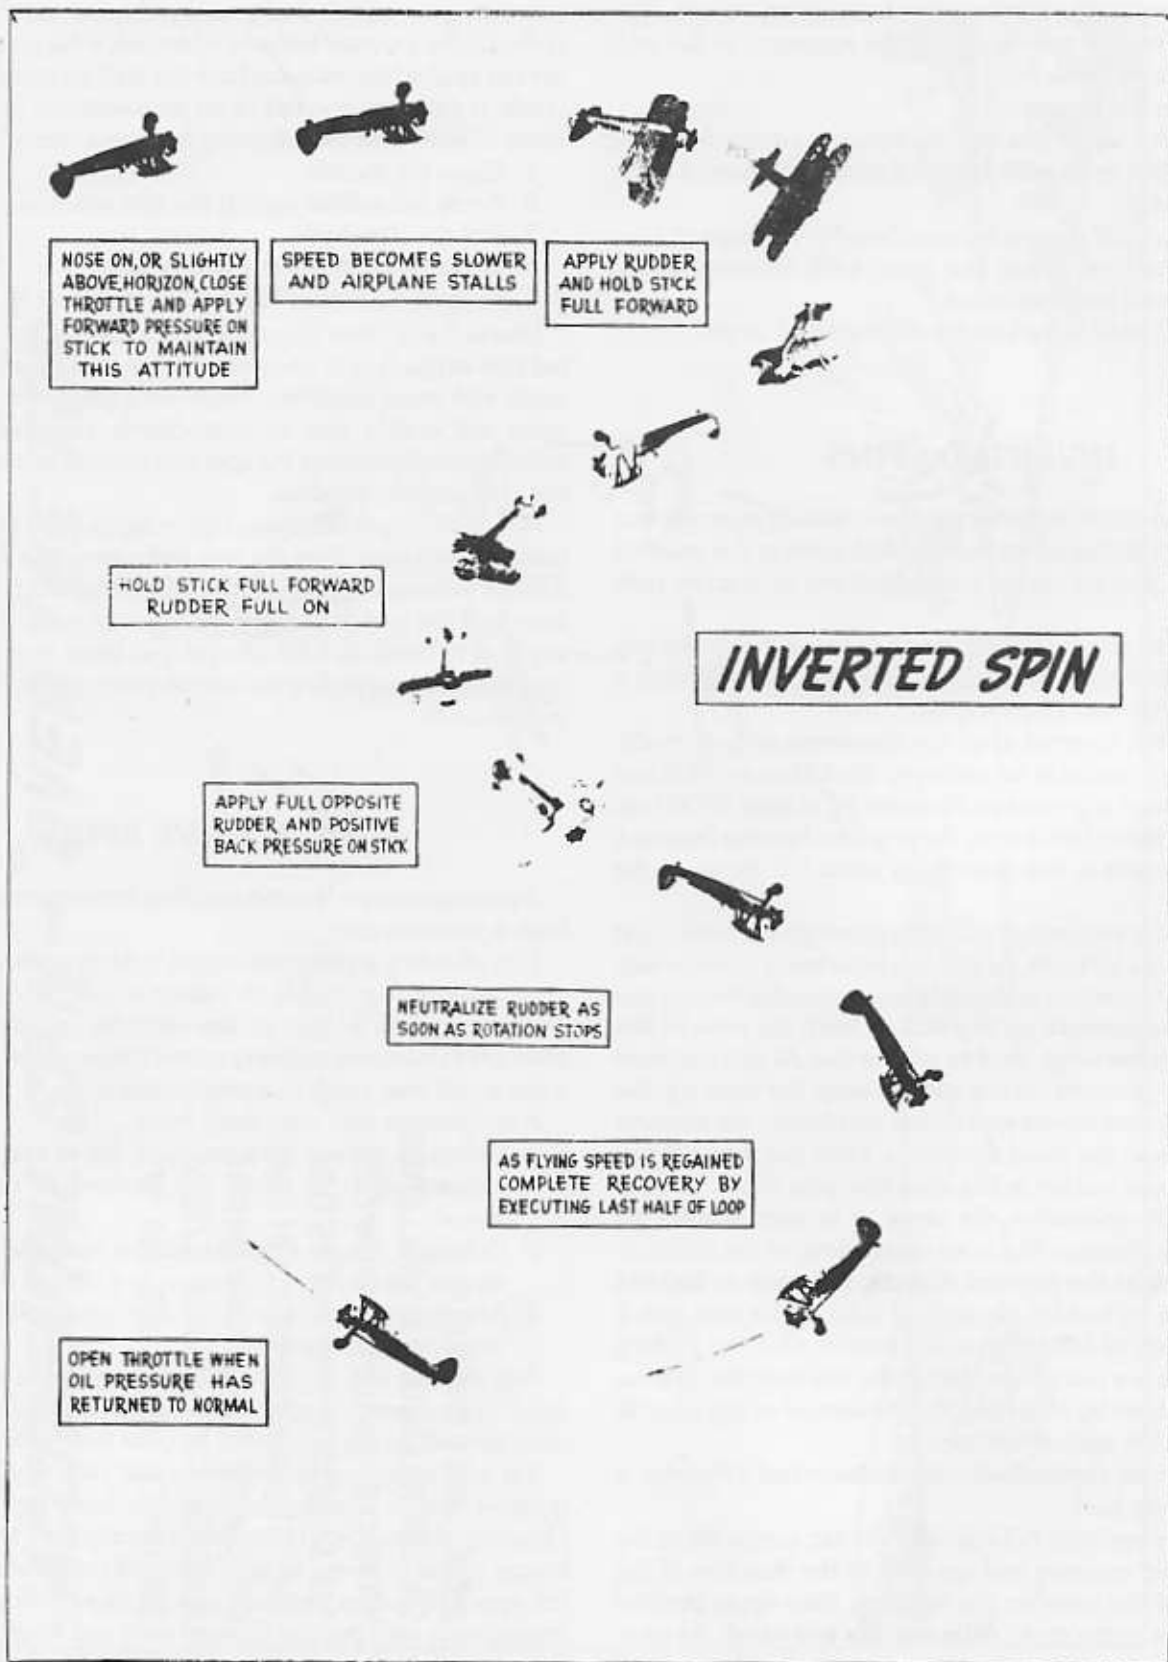 NOSE ON, OR SLIGHTLY
ABOVE, HORIZON, CLOSE
THROTTLE AND APPLY
FORWARD PRESSURE ON
STICK TO MAINTAIN
THIS ATTITUDE
SPEED BECOMES SLOWER
AND AIRPLANE STALLS
APPLY RUDDER
AND HOLD STICK
FULL FORWARD
HOLD STICK FULL FORWARD
RUDDER FULL ON
INVERTED SPIN
APPLY FULL OPPOSITE
RUDDER AND POSITIVE
BACK PRESSURE ON STICK
NEUTRALIZE RUDDER AS
SOON AS ROTATION STOPS
AS FLYING SPEED IS REGAINED
COMPLETE RECOVERY BY
EXECUTING LAST HALF OF LOOP
OPEN THROTTLE WHEN
OIL PRESSURE HAS
RETURNED TO NORMAL